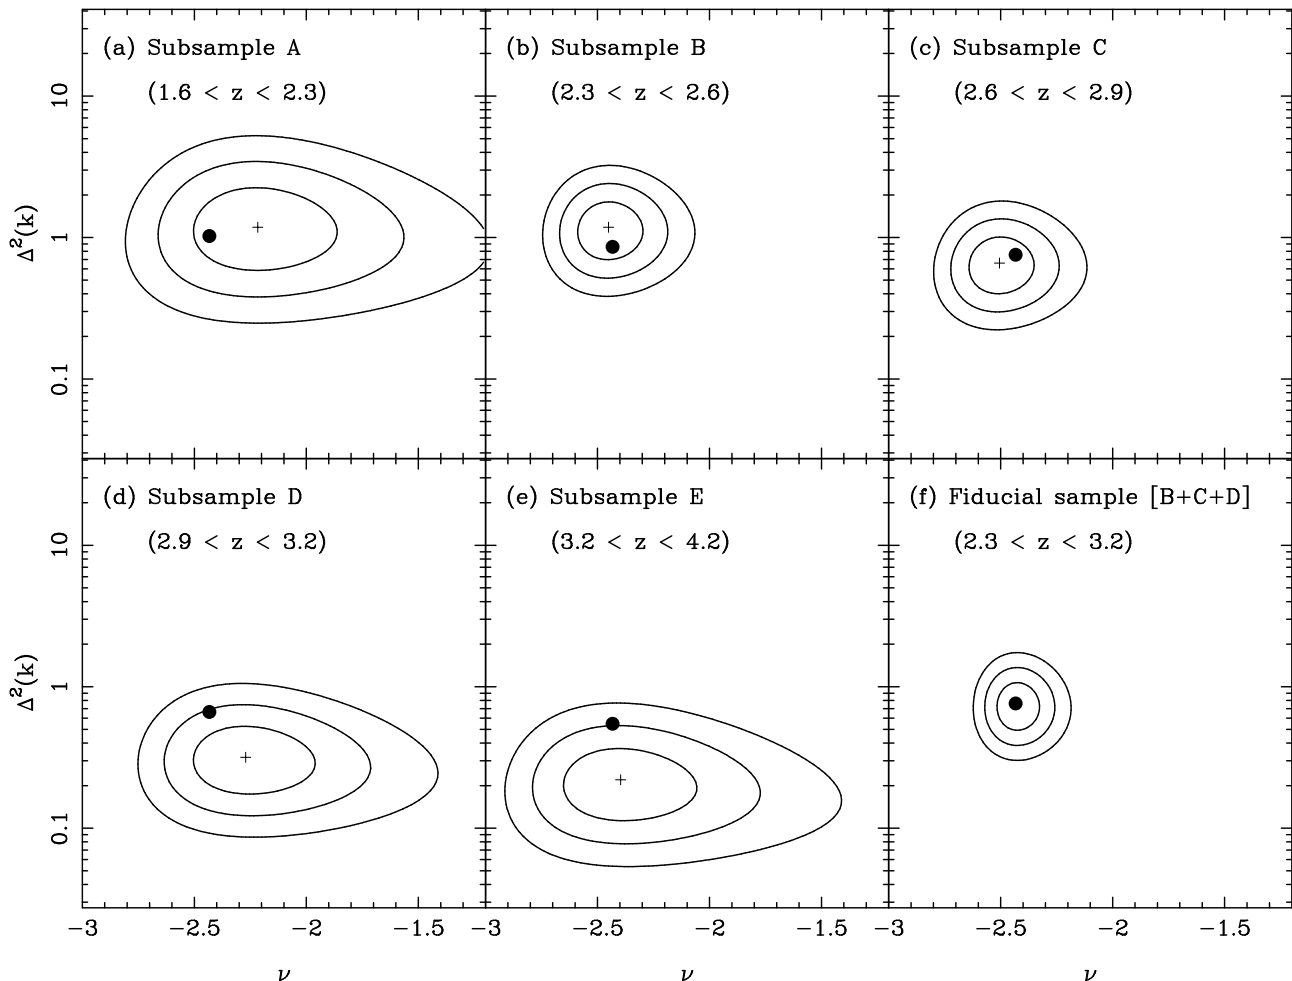 (a) Subsample A
(1.6 < z < 2.3)
(b) Subsample B
(2.3 < z < 2.6)
(c) Subsample C
(2.6 < z < 2.9)
10
1
0.1
Δ²(k)
(d) Subsample D
(2.9 < z < 3.2)
(e) Subsample E
(3.2 < z < 4.2)
(f) Fiducial sample [B+C+D]
(2.3 < z < 3.2)
10
1
0.1
Δ²(k)
−3 −2.5 −2 −1.5 −3 −2.5 −2 −1.5 −3 −2.5 −2 −1.5
ν ν ν